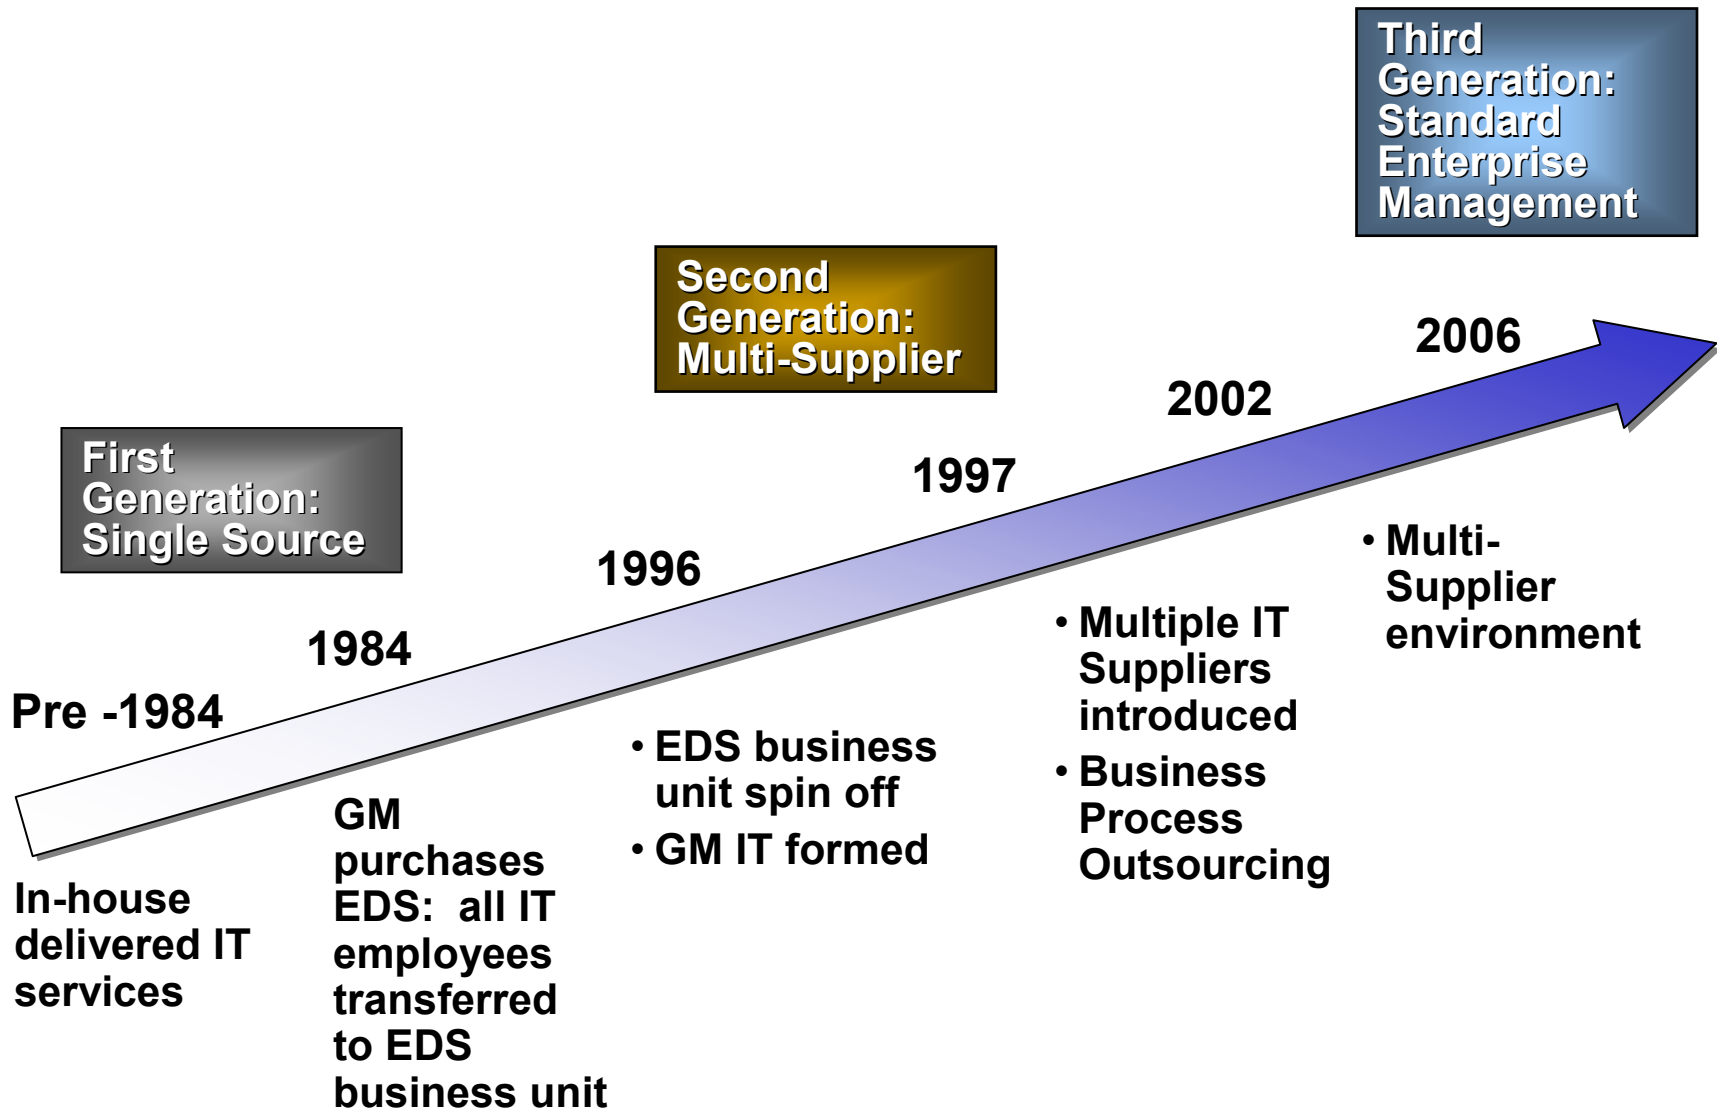 Third
Generation:
Standard
Enterprise
Management
Second
Generation:
Multi-Supplier
First
Generation:
Single Source
Pre -1984
1984
1996
1997
2002
2006
In-house
delivered IT
services
GM
purchases
EDS:  all IT
employees
transferred
to EDS
business unit
• EDS business
unit spin off
• GM IT formed
• Multiple IT
Suppliers
introduced
• Business
Process
Outsourcing
• Multi-
Supplier
environment